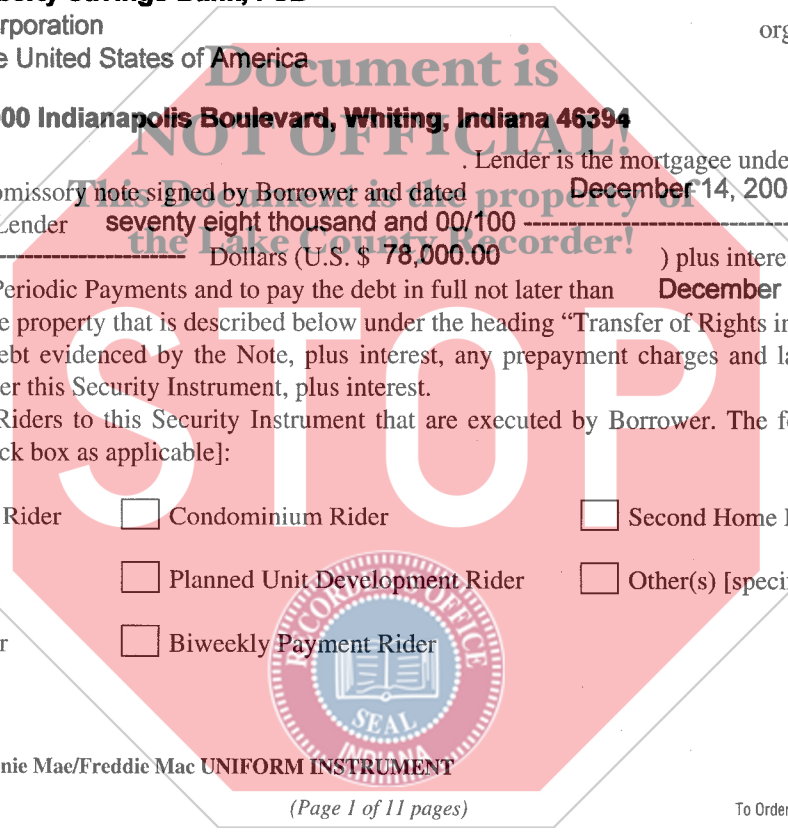 Savings Bank, FSB
rporation
org
e United States of America
Document is
00 Indianapolis Boulevard, Whiting, Indiana 46394
NOT OFFICIAL!
. Lender is the mortgagee unde
omissory note signed by Borrower and dated December 14, 200
This Document is the property of
Lender seventy eight thousand and 00/100 --------------------------------
the Lake County Recorder!
---------------------- Dollars (U.S. $ 78,000.00 ) plus intere
Periodic Payments and to pay the debt in full not later than December
e property that is described below under the heading “Transfer of Rights in
ebt evidenced by the Note, plus interest, any prepayment charges and la
er this Security Instrument, plus interest.
Riders to this Security Instrument that are executed by Borrower. The f
ck box as applicable]:
STOP
Rider Condominium Rider Second Home
Planned Unit Development Rider Other(s) [speci
r Biweekly Payment Rider
RECORDER'S OFFICE
SEAL
INDIANA
nie Mae/Freddie Mac UNIFORM INSTRUMENT
(Page 1 of 11 pages)
To Order